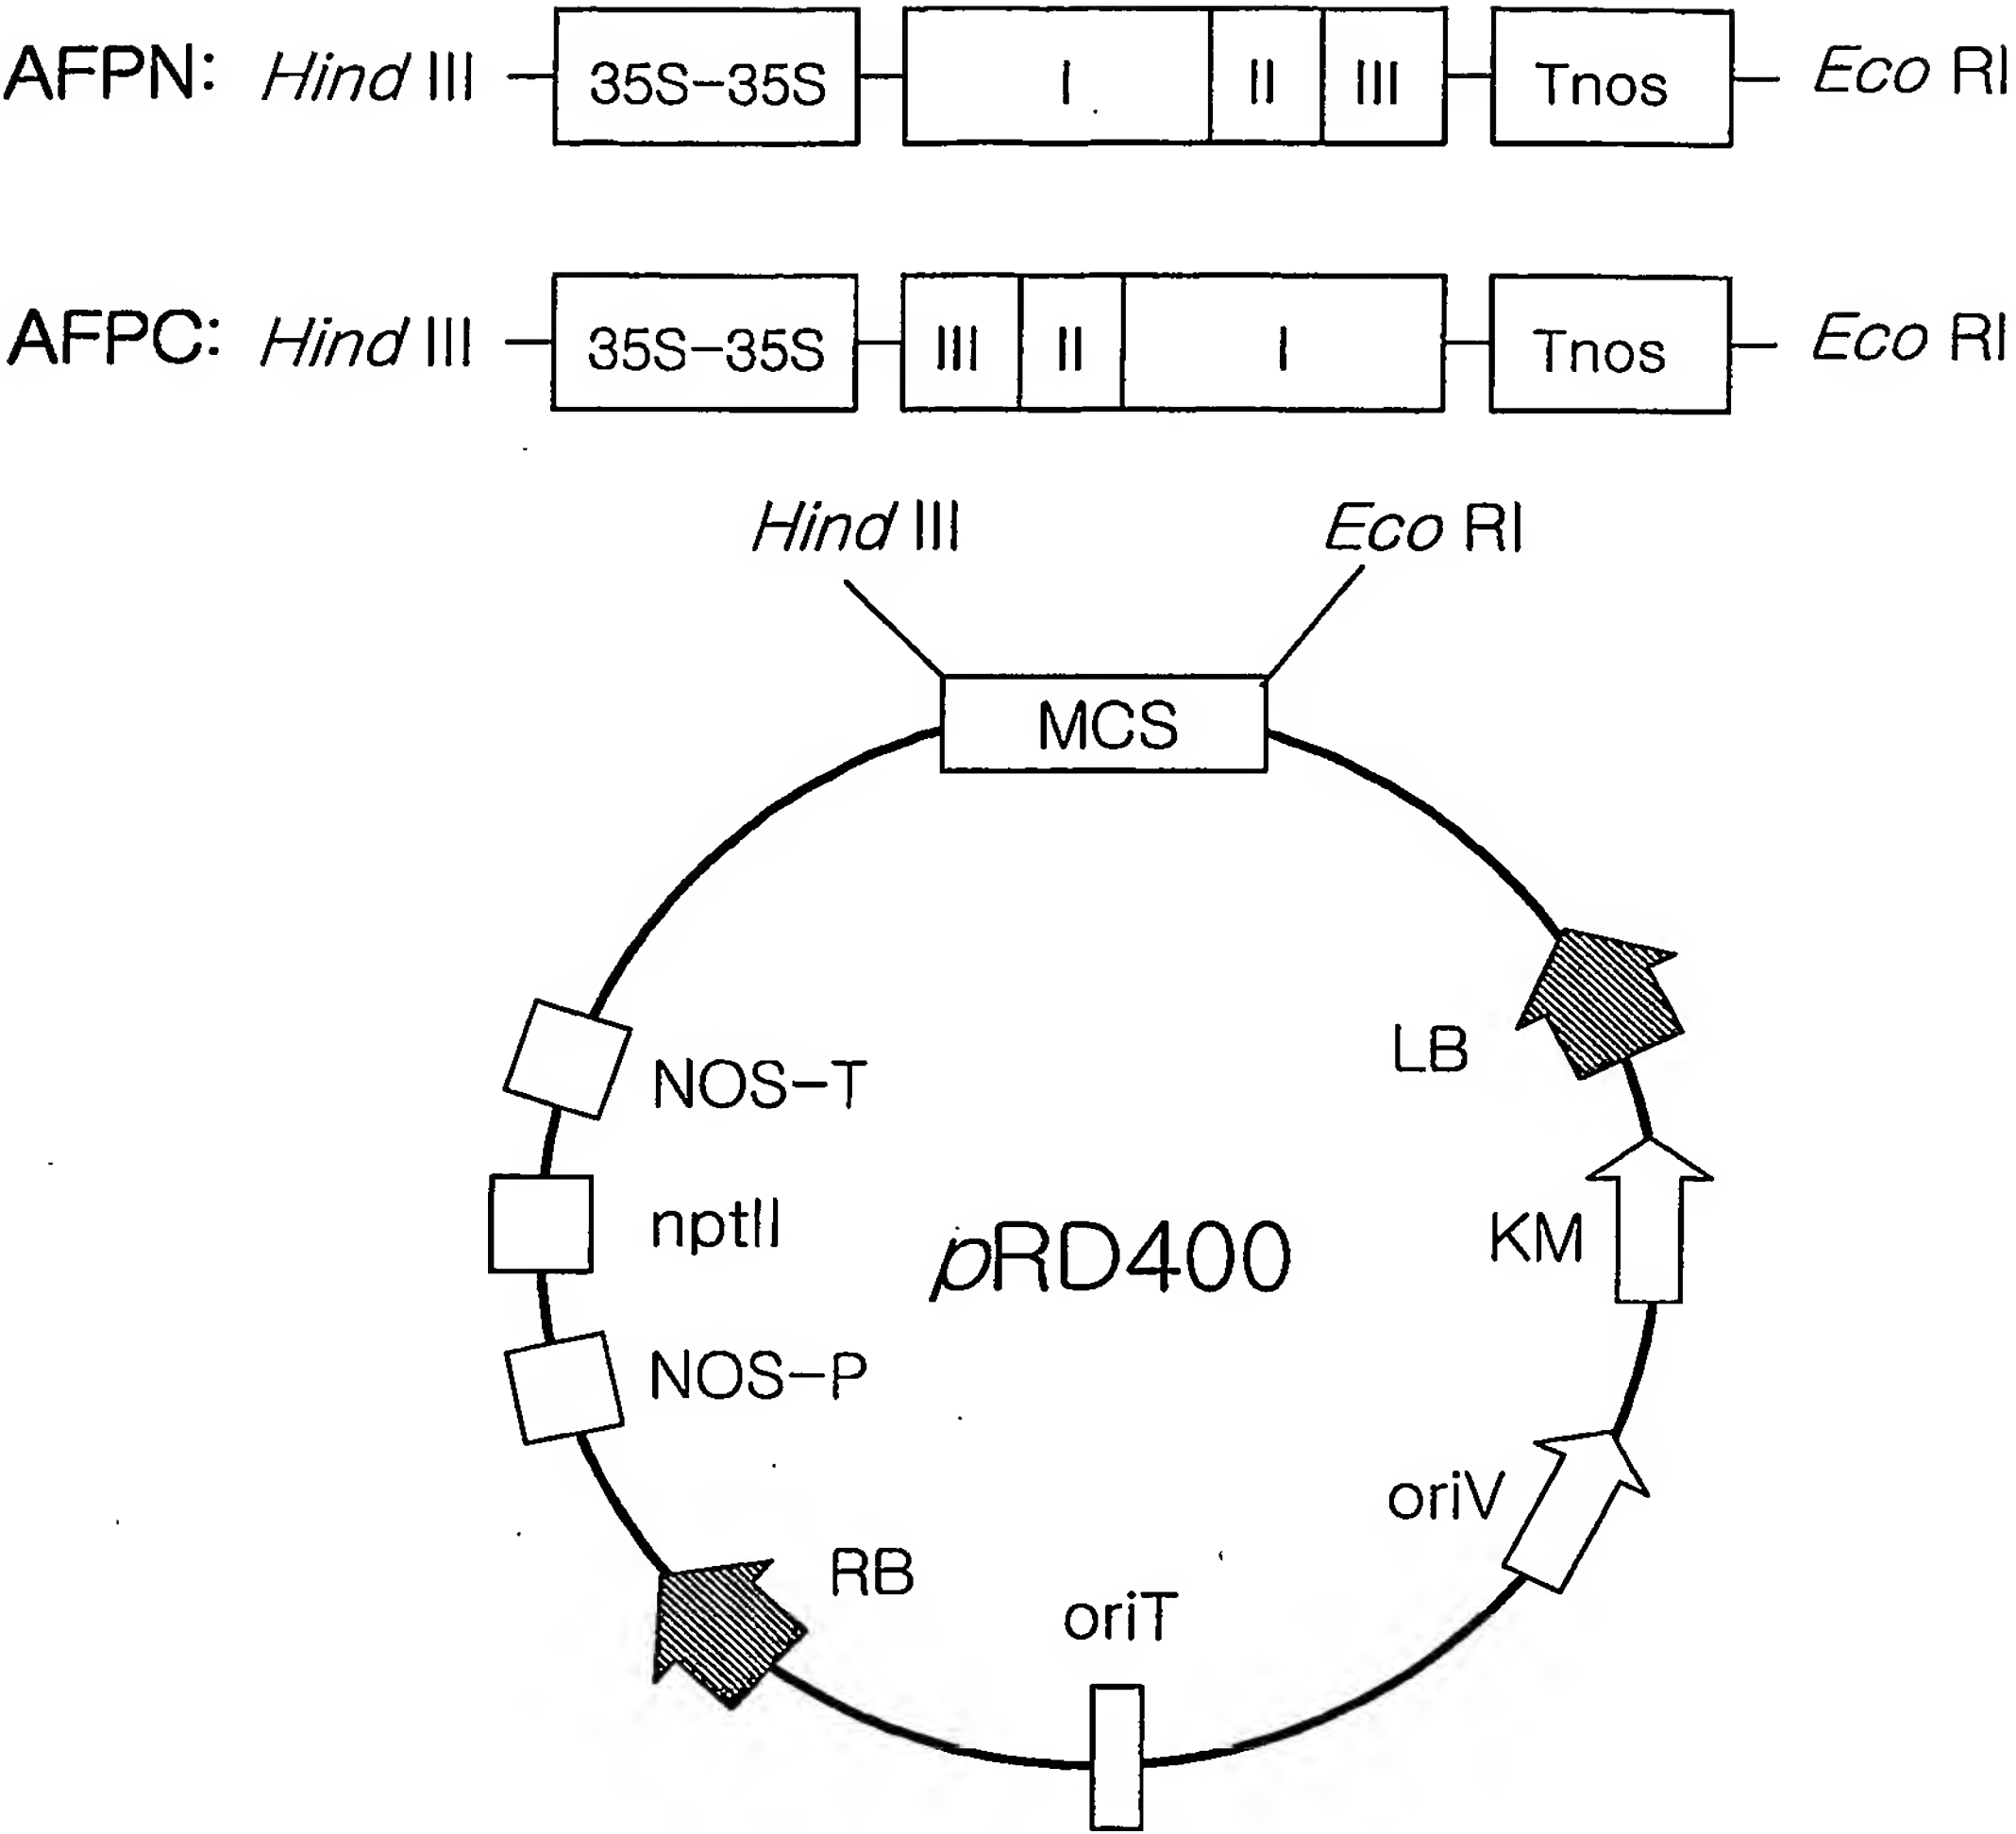 AFPN: Hind III 35S-35S I II III Tnos Eco RI
AFPC: Hind III 35S-35S III II I Tnos Eco RI
Hind III Eco RI
MCS
LB
NOS-T
nptII
pRD400
KM
NOS-P
oriV
RB
oriT